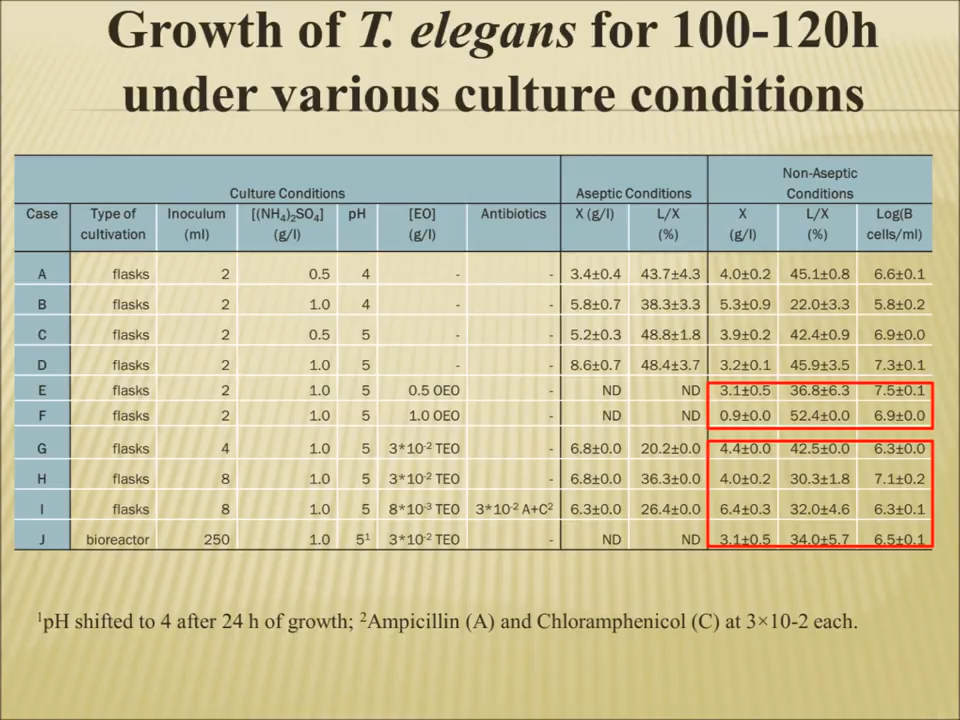 Growth of T. elegans for 100-120h
under various culture conditions
Culture Conditions Aseptic Conditions Non-Aseptic Conditions
Case Type of cultivation Inoculum (ml) [(NH4)2SO4] (g/l) pH [EO] (g/l) Antibiotics X (g/l) L/X (%) X (g/l) L/X (%) Log(B cells/ml)
A flasks 2 0.5 4 - - 3.4±0.4 43.7±4.3 4.0±0.2 45.1±0.8 6.6±0.1
B flasks 2 1.0 4 - - 5.8±0.7 38.3±3.3 5.3±0.9 22.0±3.3 5.8±0.2
C flasks 2 0.5 5 - - 5.2±0.3 48.8±1.8 3.9±0.2 42.4±0.9 6.9±0.0
D flasks 2 1.0 5 - - 8.6±0.7 48.4±3.7 3.2±0.1 45.9±3.5 7.3±0.1
E flasks 2 1.0 5 0.5 OEO - ND ND 3.1±0.5 36.8±6.3 7.5±0.1
F flasks 2 1.0 5 1.0 OEO - ND ND 0.9±0.0 52.4±0.0 6.9±0.0
G flasks 4 1.0 5 3*10-2 TEO - 6.8±0.0 20.2±0.0 4.4±0.0 42.5±0.0 6.3±0.0
H flasks 8 1.0 5 3*10-2 TEO - 6.8±0.0 36.3±0.0 4.0±0.2 30.3±1.8 7.1±0.2
I flasks 8 1.0 5 8*10-3 TEO 3*10-2 A+C2 6.3±0.0 26.4±0.0 6.4±0.3 32.0±4.6 6.3±0.1
J bioreactor 250 1.0 51 3*10-2 TEO - ND ND 3.1±0.5 34.0±5.7 6.5±0.1
1pH shifted to 4 after 24 h of growth; 2Ampicillin (A) and Chloramphenicol (C) at 3×10-2 each.